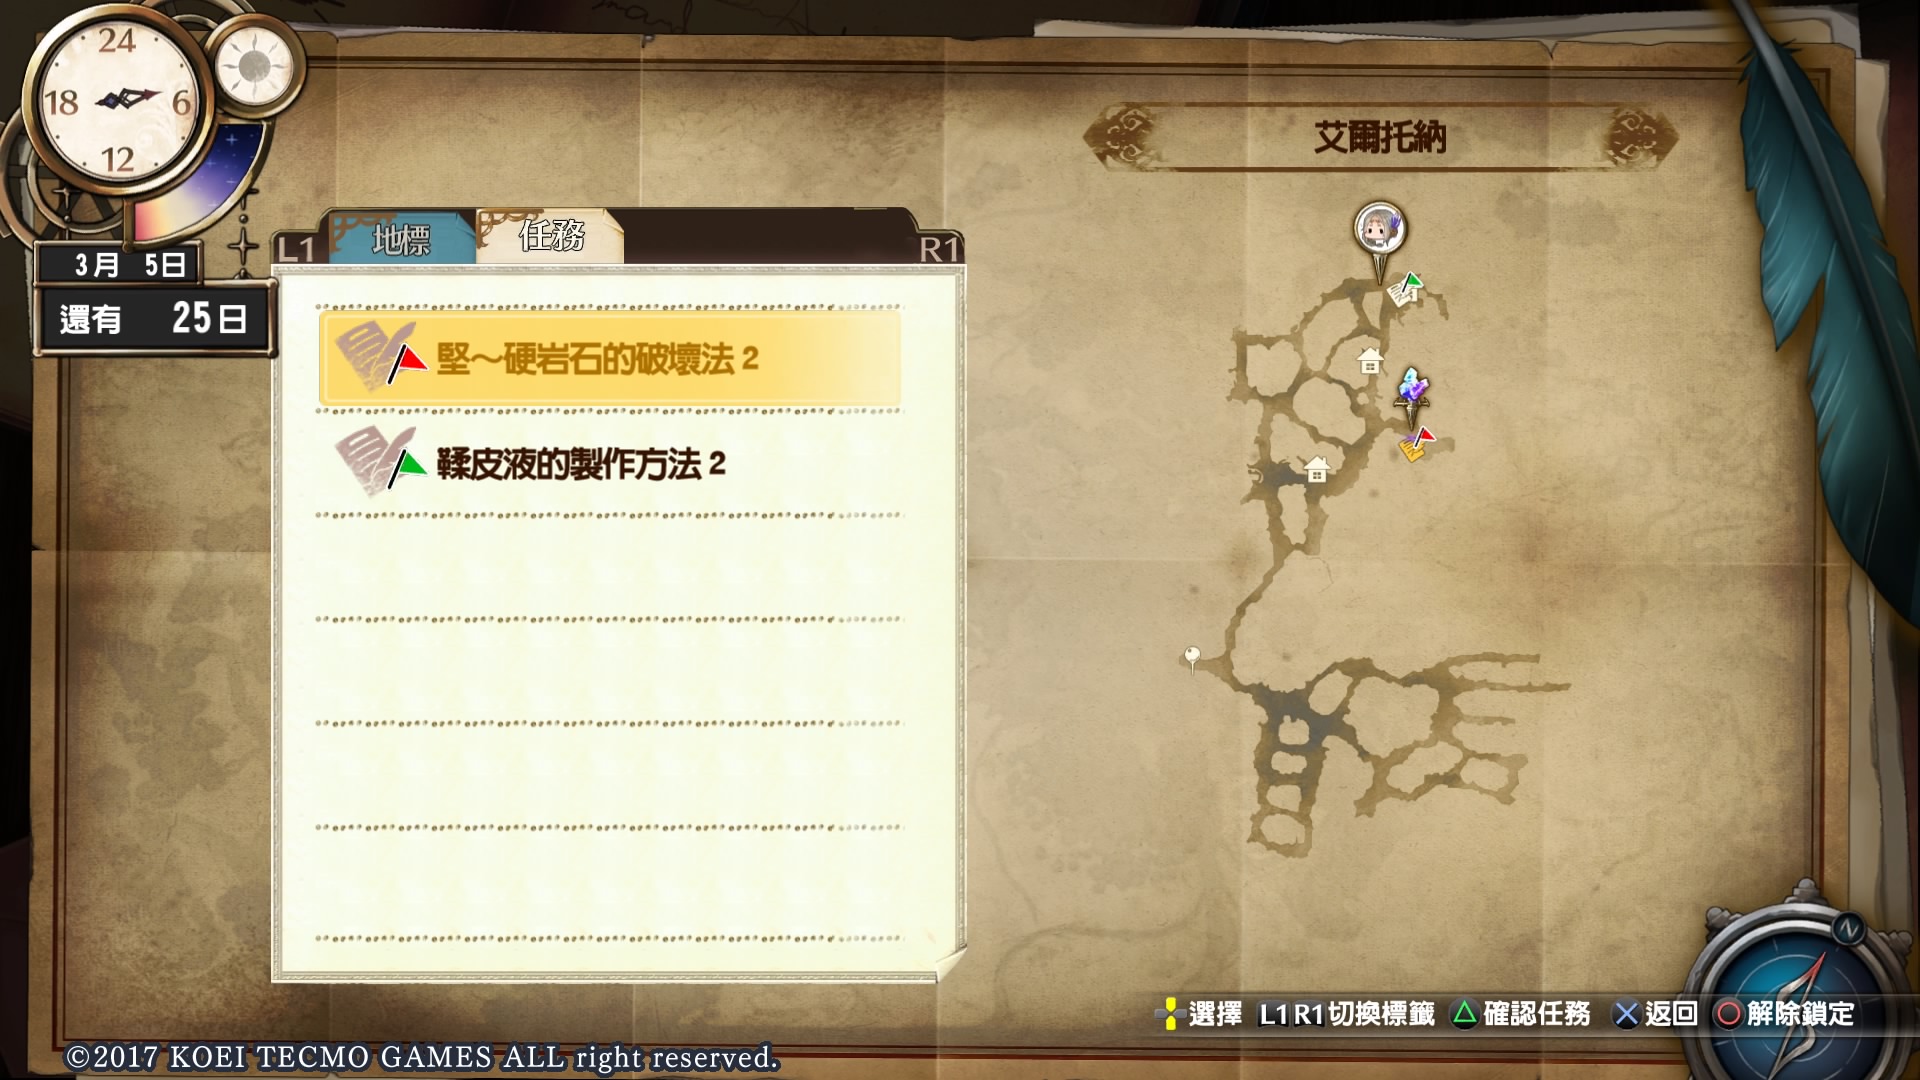 24
18 6
12
3月 5日
還有 25日
艾爾托納
L1 地標 任務 R1
堅～硬岩石的破壞法 2
鞣皮液的製作方法 2
N
選擇 L1 R1 切換標籤 確認任務 返回 解除鎖定
©2017 KOEI TECMO GAMES ALL right reserved.